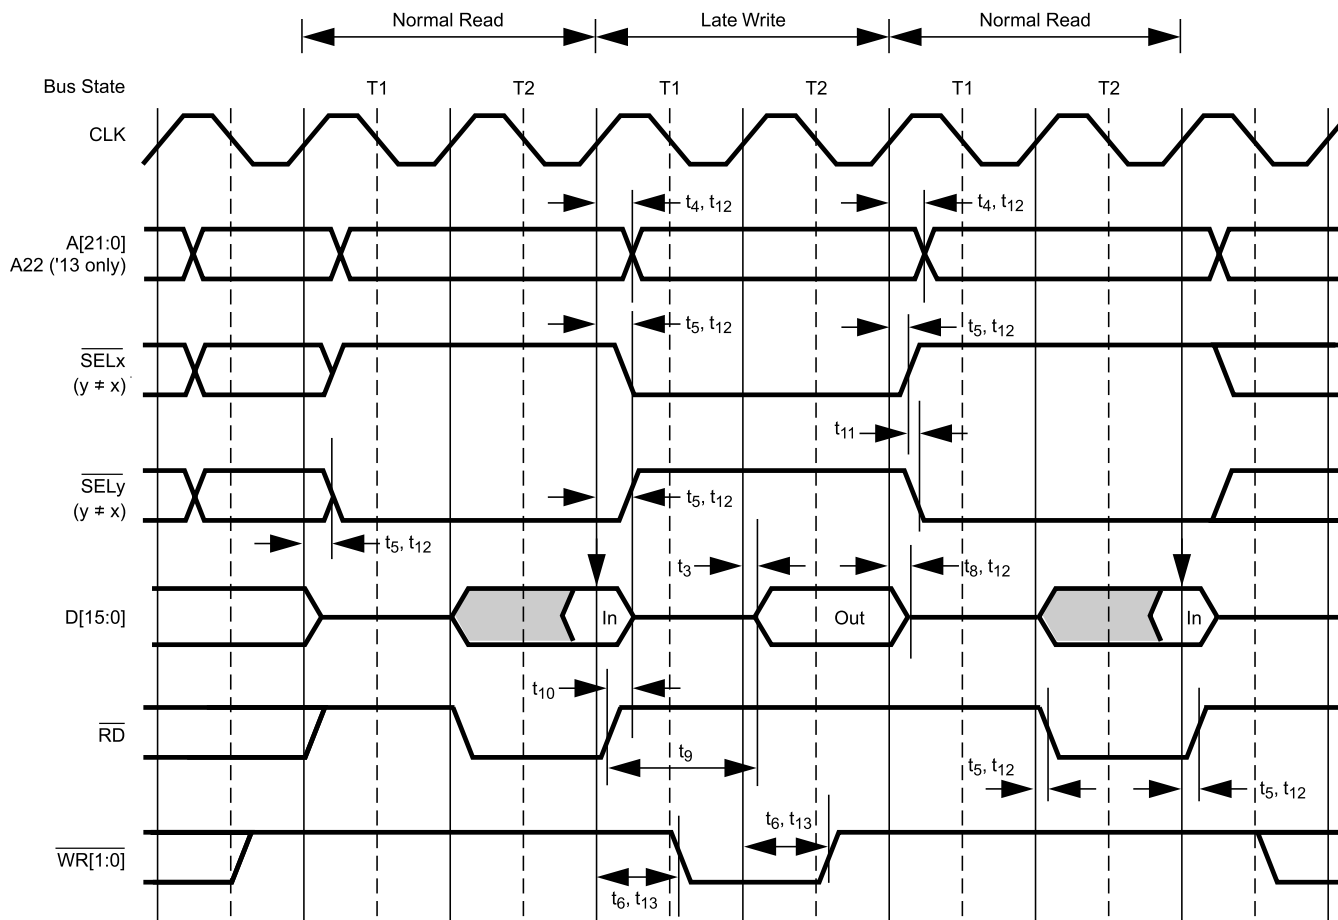 Normal Read Late Write Normal Read
Bus State T1 T2 T1 T2 T1 T2
CLK
t4, t12 t4, t12
A[21:0]
A22 ('13 only)
t5, t12 t5, t12
SELx
(y ≠ x)
t11
SELy
(y ≠ x)
t5, t12
t5, t12
t3 t8, t12
D[15:0] In Out In
t10
RD
t9
t5, t12
t5, t12
t6, t13
WR[1:0]
t6, t13